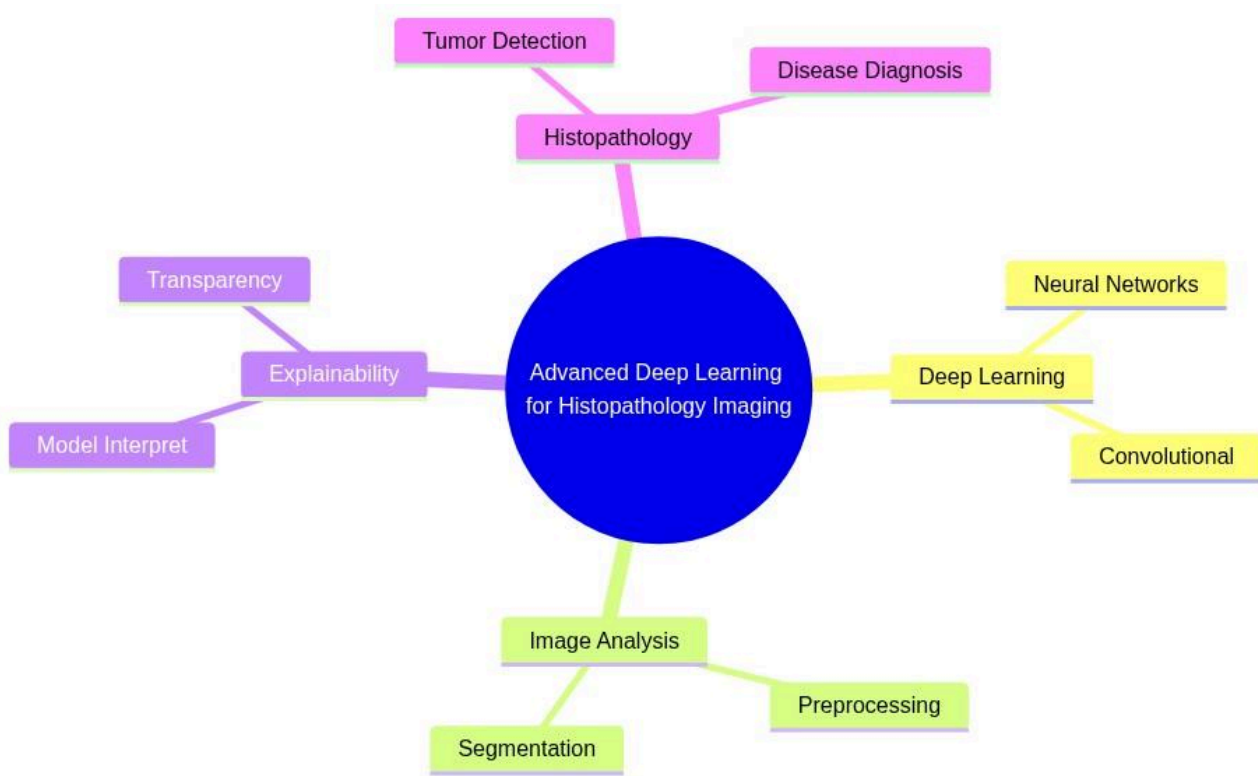 Tumor Detection
Disease Diagnosis
Histopathology
Transparency
Neural Networks
Explainability
Advanced Deep Learning
for Histopathology Imaging
Deep Learning
Model Interpret
Convolutional
Image Analysis
Preprocessing
Segmentation